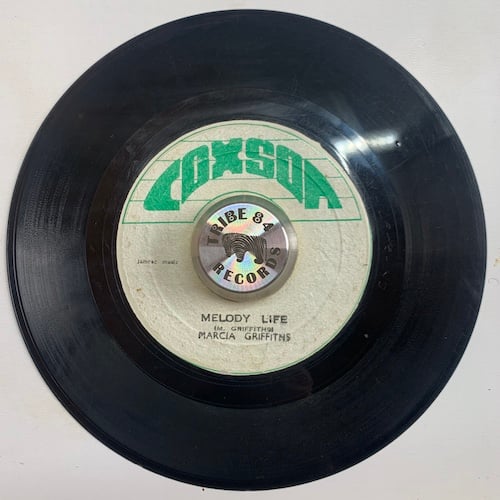 COXSON
TRIBE 84
RECORDS
jamrec music
MELODY LIFE
(M. GRIFFITHS)
MARCIA GRIFFITHS